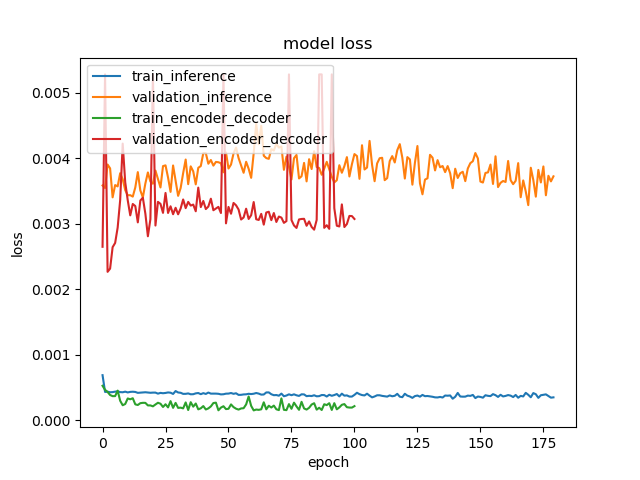 model loss
train_inference
validation_inference
train_encoder_decoder
validation_encoder_decoder
0.005
0.004
0.003
0.002
0.001
0.000
loss
0 25 50 75 100 125 150 175
epoch